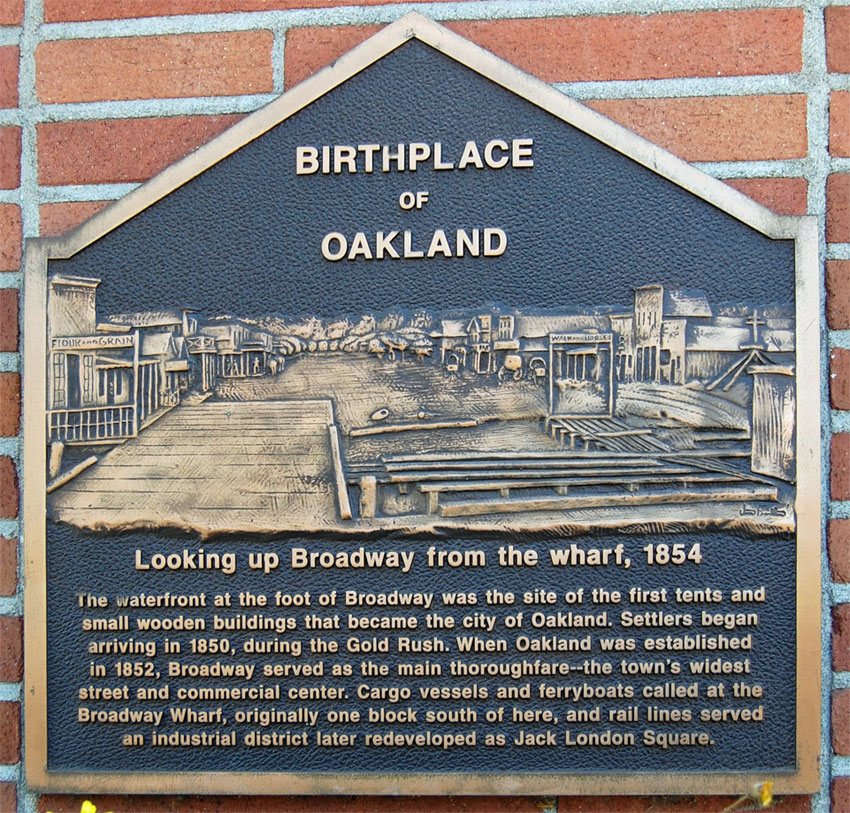 BIRTHPLACE
OF
OAKLAND
Looking up Broadway from the wharf, 1854
The waterfront at the foot of Broadway was the site of the first tents and
small wooden buildings that became the city of Oakland. Settlers began
arriving in 1850, during the Gold Rush. When Oakland was established
in 1852, Broadway served as the main thoroughfare--the town's widest
street and commercial center. Cargo vessels and ferryboats called at the
Broadway Wharf, originally one block south of here, and rail lines served
an industrial district later redeveloped as Jack London Square.